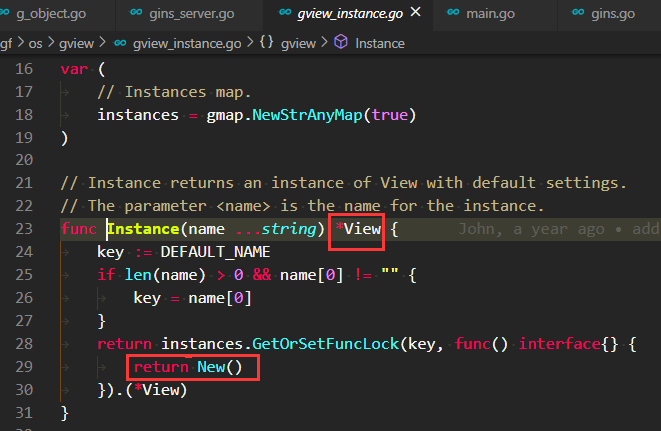 g_object.go gins_server.go gview_instance.go main.go gins.go
gf > os > gview > gview_instance.go > {} gview > Instance
16 var (
17 // Instances map.
18 instances = gmap.NewStrAnyMap(true)
19 )
20
21 // Instance returns an instance of View with default settings.
22 // The parameter <name> is the name for the instance.
23 func Instance(name ...string) *View { John, a year ago • add
24 key := DEFAULT_NAME
25 if len(name) > 0 && name[0] != "" {
26 key = name[0]
27 }
28 return instances.GetOrSetFuncLock(key, func() interface{} {
29 return New()
30 }).(*View)
31 }